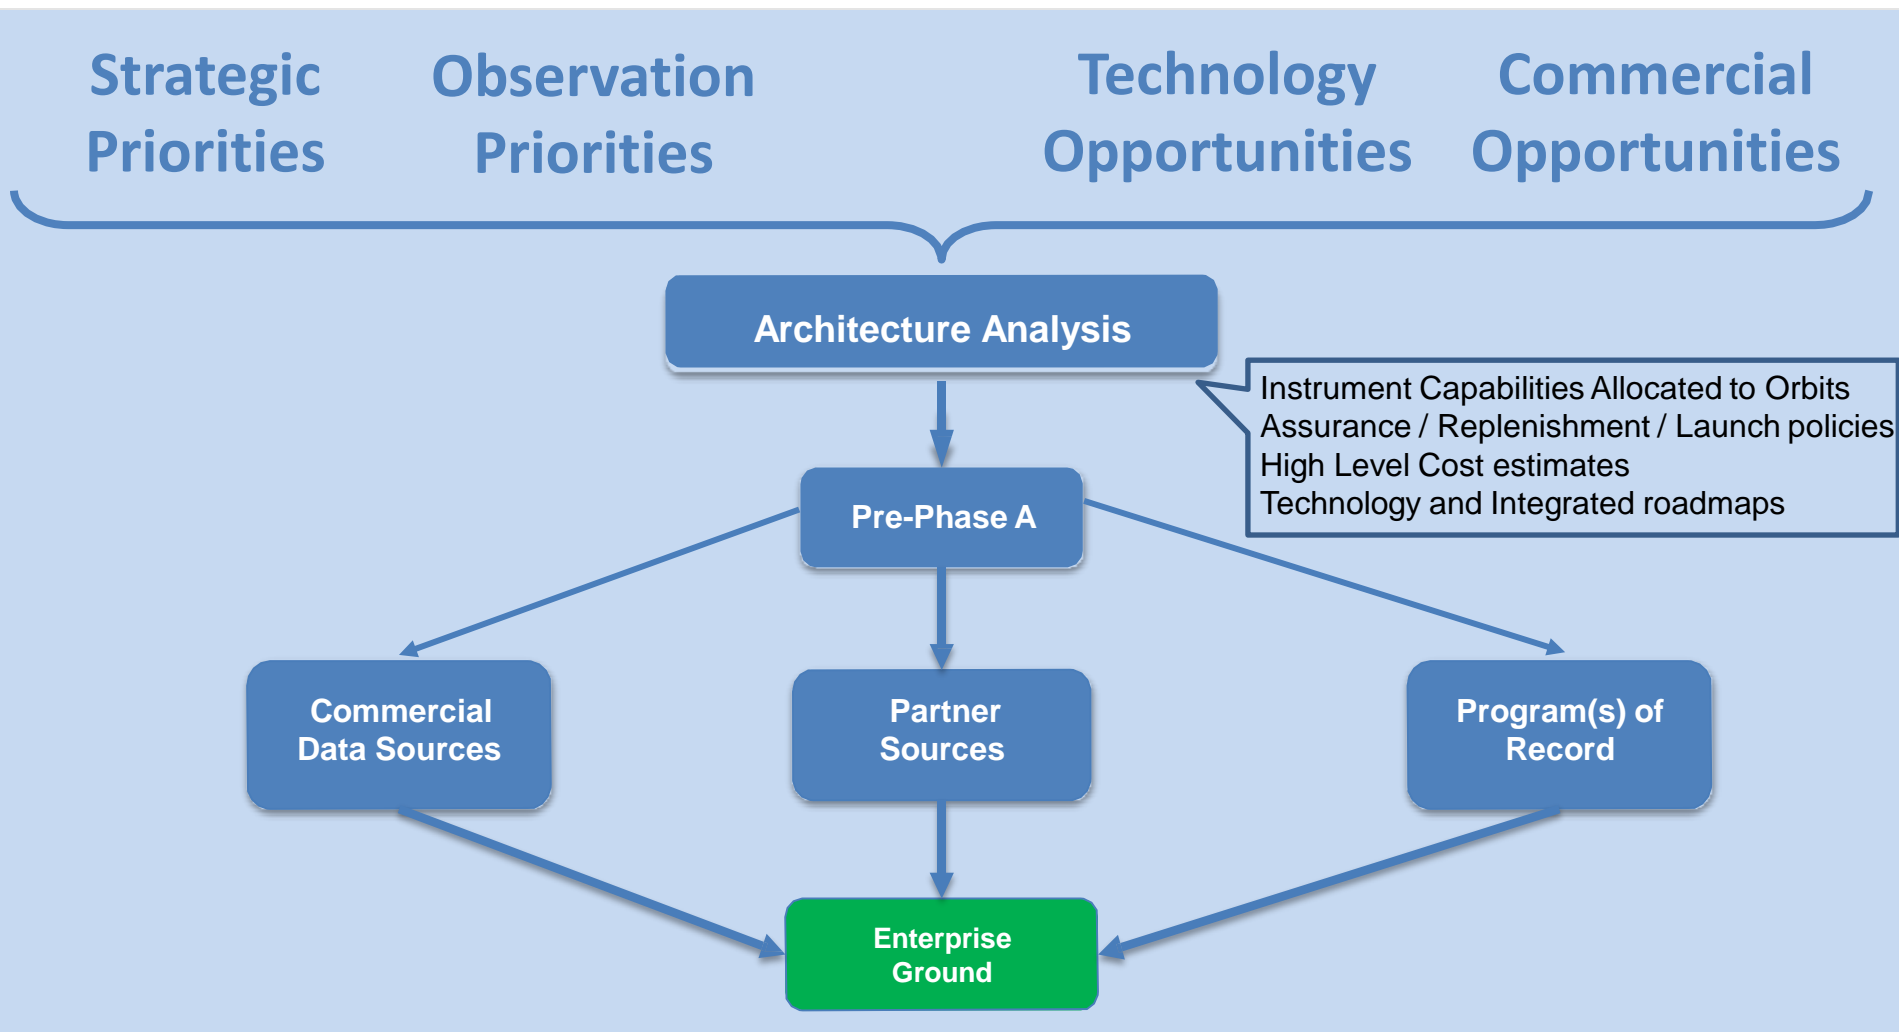 Strategic
Priorities
Observation
Priorities
Technology
Opportunities
Commercial
Opportunities
Architecture Analysis
Instrument Capabilities Allocated to Orbits
Assurance / Replenishment / Launch policies
High Level Cost estimates
Technology and Integrated roadmaps
Pre-Phase A
Commercial
Data Sources
Partner
Sources
Program(s) of
Record
Enterprise
Ground